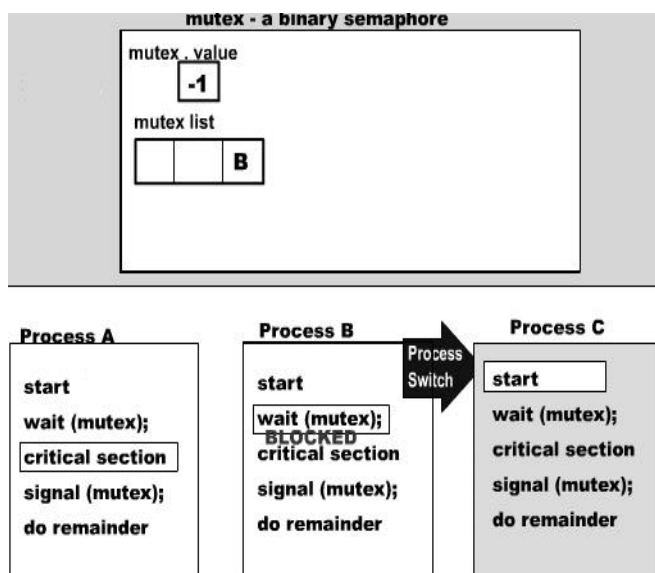 mutex - a binary semaphore
mutex . value
-1
mutex list
B
Process A
start
wait (mutex);
critical section
signal (mutex);
do remainder
Process B
start
wait (mutex);
BLOCKED
critical section
signal (mutex);
do remainder
Process
Switch
Process C
start
wait (mutex);
critical section
signal (mutex);
do remainder